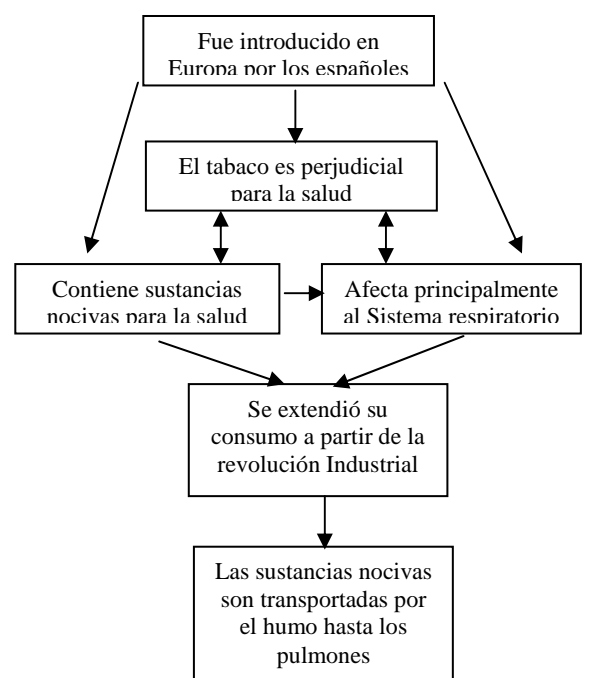 Fue introducido en
Europa por los españoles
El tabaco es perjudicial
para la salud
Contiene sustancias
nocivas para la salud
Afecta principalmente
al Sistema respiratorio
Se extendió su
consumo a partir de la
revolución Industrial
Las sustancias nocivas
son transportadas por
el humo hasta los
pulmones